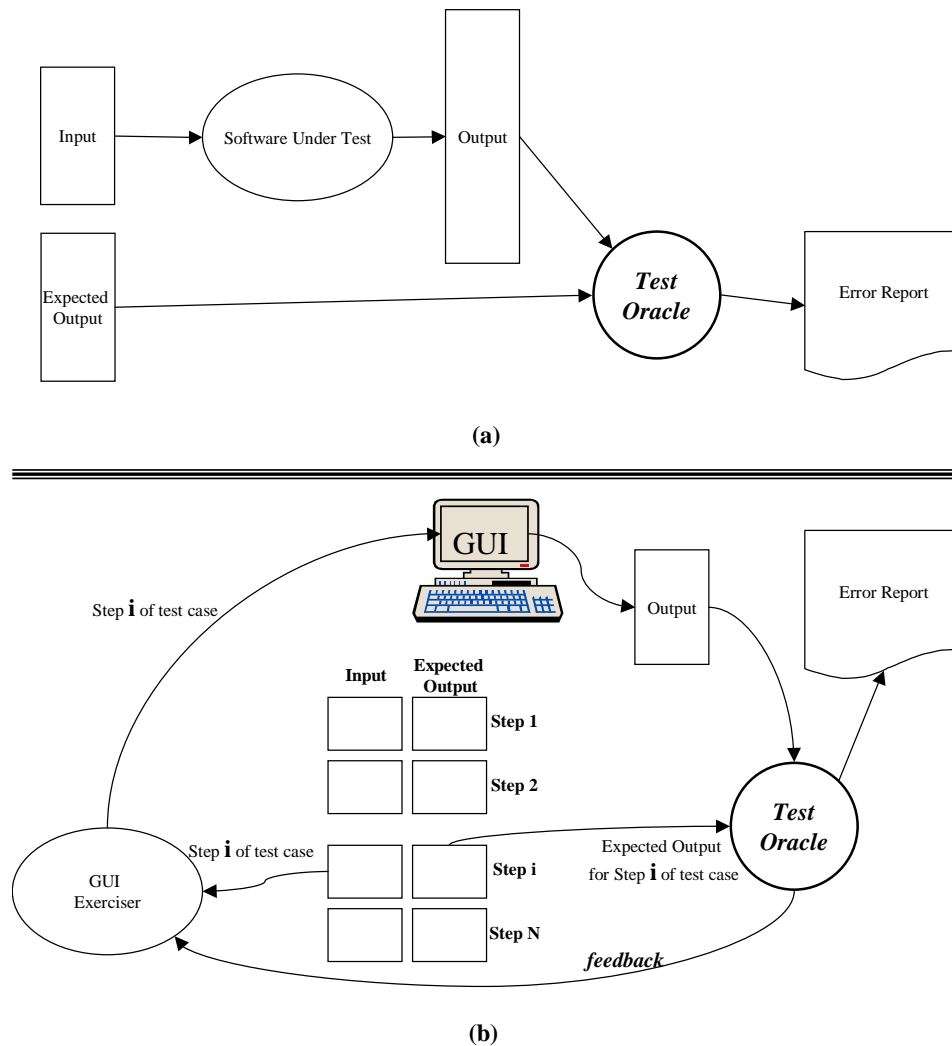 Input
Software Under Test
Output
Expected
Output
Test
Oracle
Error Report
(a)
GUI
Step i of test case
Output
Error Report
Input
Expected
Output
Step 1
Step 2
Step i of test case
Step i
Expected Output
for Step i of test case
Test
Oracle
GUI
Exerciser
Step N
feedback
(b)